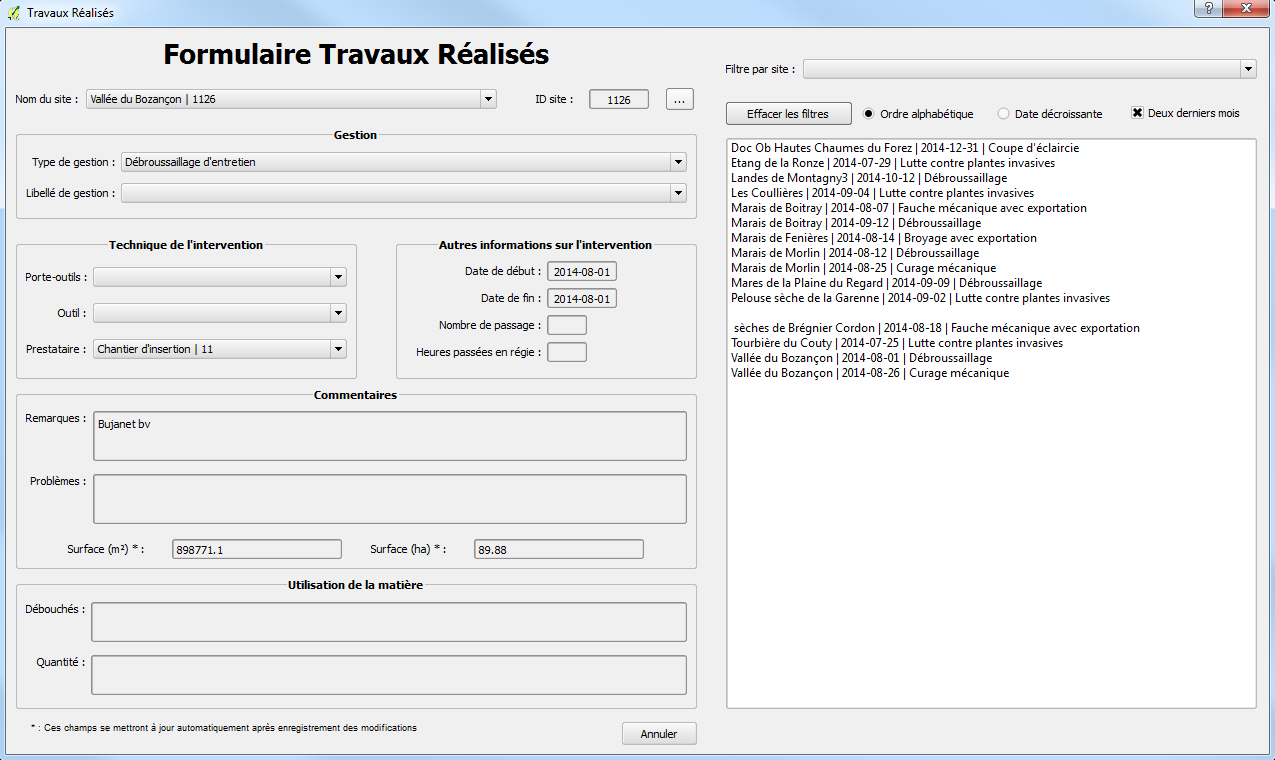 Travaux Réalisés
Formulaire Travaux Réalisés
Nom du site : Vallée du Bozançon | 1126 ID site : 1126 ...
Gestion
Type de gestion : Débroussaillage d'entretien
Libellé de gestion :
Technique de l'intervention
Porte-outils :
Outil :
Prestataire : Chantier d'insertion | 11
Autres informations sur l'intervention
Date de début : 2014-08-01
Date de fin : 2014-08-01
Nombre de passage :
Heures passées en régie :
Commentaires
Remarques : Bujanet bv
Problèmes :
Surface (m²) * : 898771.1 Surface (ha) * : 89.88
Utilisation de la matière
Débouchés :
Quantité :
* : Ces champs se mettront à jour automatiquement après enregistrement des modifications
Annuler
Filtre par site :
Effacer les filtres Ordre alphabétique Date décroissante Deux derniers mois
Doc Ob Hautes Chaumes du Forez | 2014-12-31 | Coupe d'éclaircie
Etang de la Ronze | 2014-07-29 | Lutte contre plantes invasives
Landes de Montagny3 | 2014-10-12 | Débroussaillage
Les Coullières | 2014-09-04 | Lutte contre plantes invasives
Marais de Boitray | 2014-08-07 | Fauche mécanique avec exportation
Marais de Boitray | 2014-09-12 | Débroussaillage
Marais de Fenières | 2014-08-14 | Broyage avec exportation
Marais de Morlin | 2014-08-12 | Débroussaillage
Marais de Morlin | 2014-08-25 | Curage mécanique
Mares de la Plaine du Regard | 2014-09-09 | Débroussaillage
Pelouse sèche de la Garenne | 2014-09-02 | Lutte contre plantes invasives
sèches de Brégnier Cordon | 2014-08-18 | Fauche mécanique avec exportation
Tourbière du Couty | 2014-07-25 | Lutte contre plantes invasives
Vallée du Bozançon | 2014-08-01 | Débroussaillage
Vallée du Bozançon | 2014-08-26 | Curage mécanique